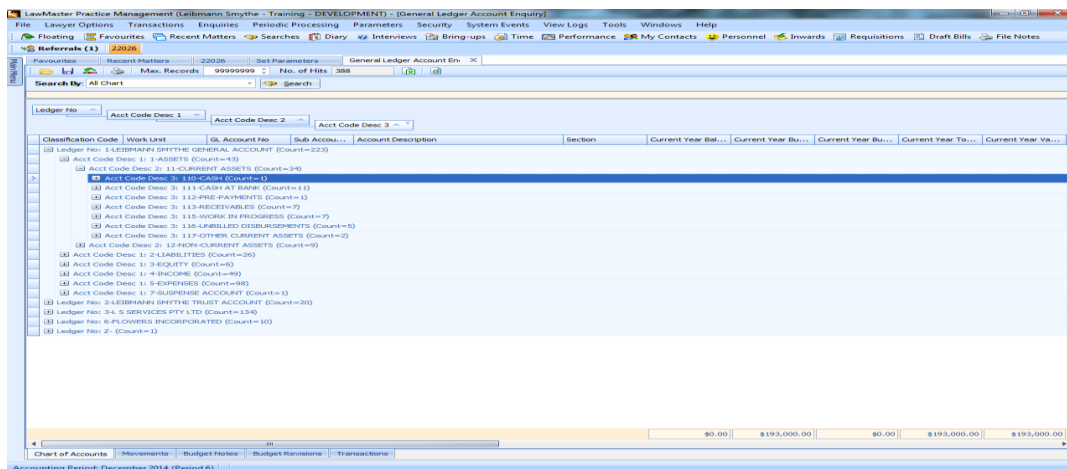 LawMaster Practice Management (Leibmann Smythe - Training - DEVELOPMENT) - [General Ledger Account Enquiry]
File Lawyer Options Transactions Enquiries Periodic Processing Parameters Security System Events View Logs Tools Windows Help
Floating Favourites Recent Matters Searches Diary Interviews Bring-ups Time Performance My Contacts Personnel Inwards Requisitions Draft Bills File Notes
Referrals (1) 22026
Favourites Recent Matters 22026 Set Parameters General Ledger Account En
Main Menu
Max. Records 99999999 No. of Hits 388
Search By: All Chart Search
Ledger No
Acct Code Desc 1
Acct Code Desc 2
Acct Code Desc 3
Classification Code Work Unit GL Account No Sub Accou... Account Description Section Current Year Bal... Current Year Bu... Current Year Bu... Current Year To... Current Year Va...
Ledger No: 1-LEIBMANN SMYTHE GENERAL ACCOUNT (Count=223)
Acct Code Desc 1: 1-ASSETS (Count=43)
Acct Code Desc 2: 11-CURRENT ASSETS (Count=34)
Acct Code Desc 3: 110-CASH (Count=1)
Acct Code Desc 3: 111-CASH AT BANK (Count=11)
Acct Code Desc 3: 112-PRE-PAYMENTS (Count=1)
Acct Code Desc 3: 113-RECEIVABLES (Count=7)
Acct Code Desc 3: 115-WORK IN PROGRESS (Count=7)
Acct Code Desc 3: 116-UNBILLED DISBURSEMENTS (Count=5)
Acct Code Desc 3: 117-OTHER CURRENT ASSETS (Count=2)
Acct Code Desc 2: 12-NON-CURRENT ASSETS (Count=9)
Acct Code Desc 1: 2-LIABILITIES (Count=26)
Acct Code Desc 1: 3-EQUITY (Count=6)
Acct Code Desc 1: 4-INCOME (Count=49)
Acct Code Desc 1: 5-EXPENSES (Count=98)
Acct Code Desc 1: 7-SUSPENSE ACCOUNT (Count=1)
Ledger No: 2-LEIBMANN SMYTHE TRUST ACCOUNT (Count=20)
Ledger No: 3-L S SERVICES PTY LTD (Count=134)
Ledger No: 6-FLOWERS INCORPORATED (Count=10)
Ledger No: Z- (Count=1)
$0.00 $193,000.00 $0.00 $193,000.00 $193,000.00
Chart of Accounts Movements Budget Notes Budget Revisions Transactions
Accounting Period: December 2014 (Period 6)